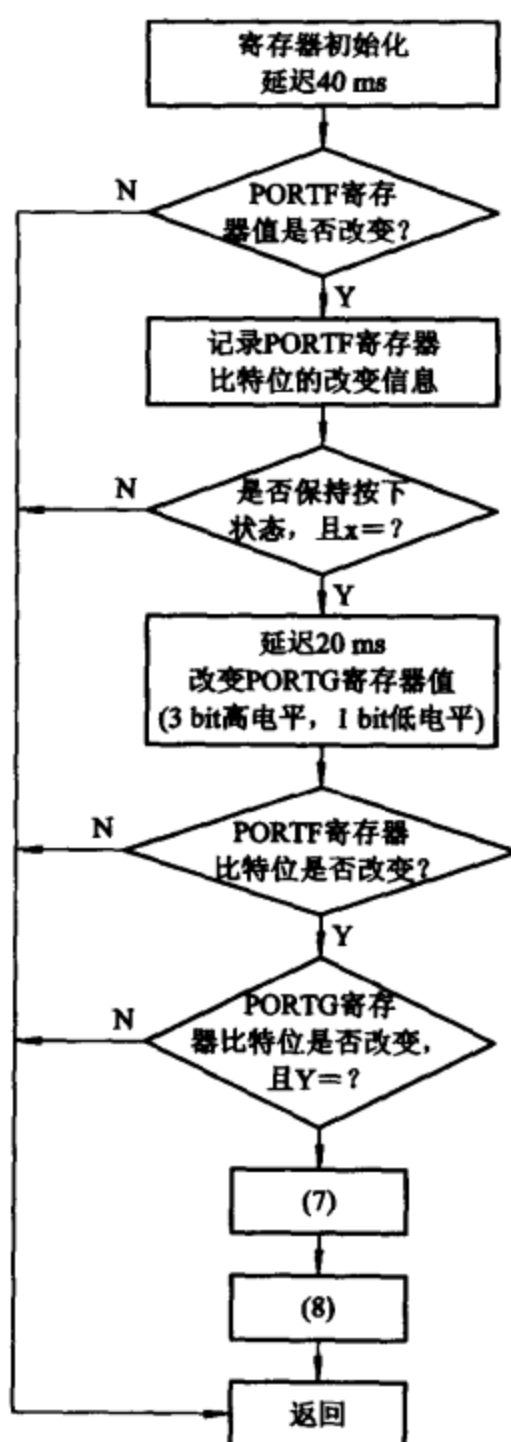 寄存器初始化
延迟40 ms
N
PORTF寄存
器值是否改变?
Y
记录PORTF寄存器
比特位的改变信息
N
是否保持按下
状态，且x=?
Y
延迟20 ms
改变PORTG寄存器值
(3 bit高电平，1 bit低电平)
N
PORTF寄存器
比特位是否改变?
Y
N
PORTG寄存
器比特位是否改变，
且Y=?
(7)
(8)
返回